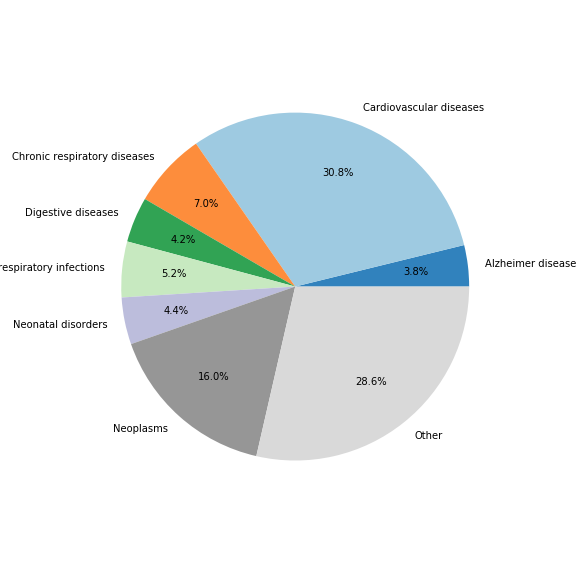 Cardiovascular diseases
30.8%
Chronic respiratory diseases
7.0%
Digestive diseases
4.2%
Alzheimer disease
3.8%
respiratory infections
5.2%
Neonatal disorders
4.4%
Neoplasms
16.0%
28.6%
Other